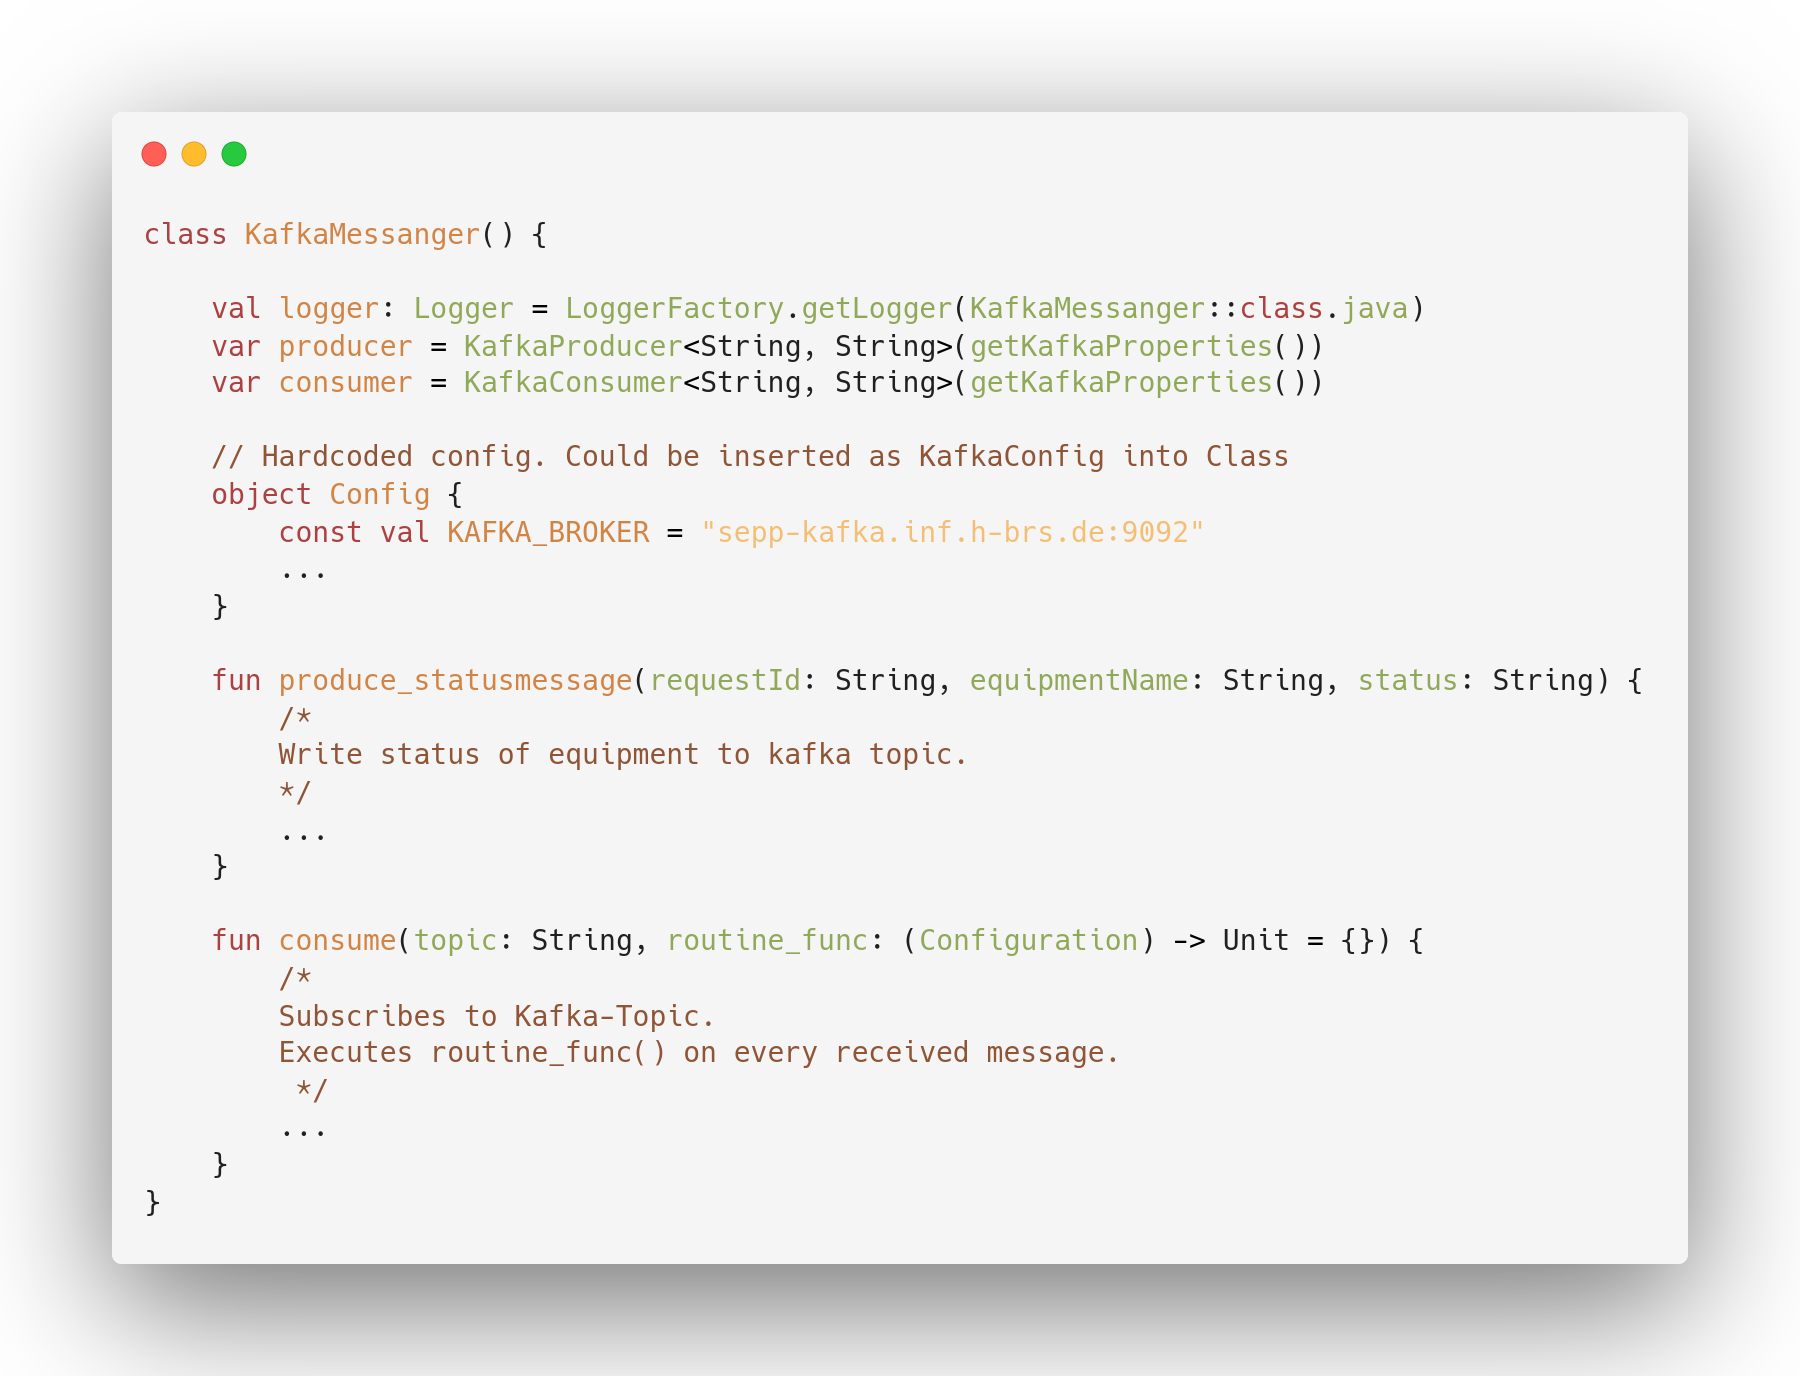 class KafkaMessanger() {
val logger: Logger = LoggerFactory.getLogger(KafkaMessanger::class.java)
var producer = KafkaProducer<String, String>(getKafkaProperties())
var consumer = KafkaConsumer<String, String>(getKafkaProperties())
// Hardcoded config. Could be inserted as KafkaConfig into Class
object Config {
const val KAFKA_BROKER = "sepp-kafka.inf.h-brs.de:9092"
...
}
fun produce_statusmessage(requestId: String, equipmentName: String, status: String) {
/*
Write status of equipment to kafka topic.
*/
...
}
fun consume(topic: String, routine_func: (Configuration) -> Unit = {}) {
/*
Subscribes to Kafka-Topic.
Executes routine_func() on every received message.
*/
...
}
}